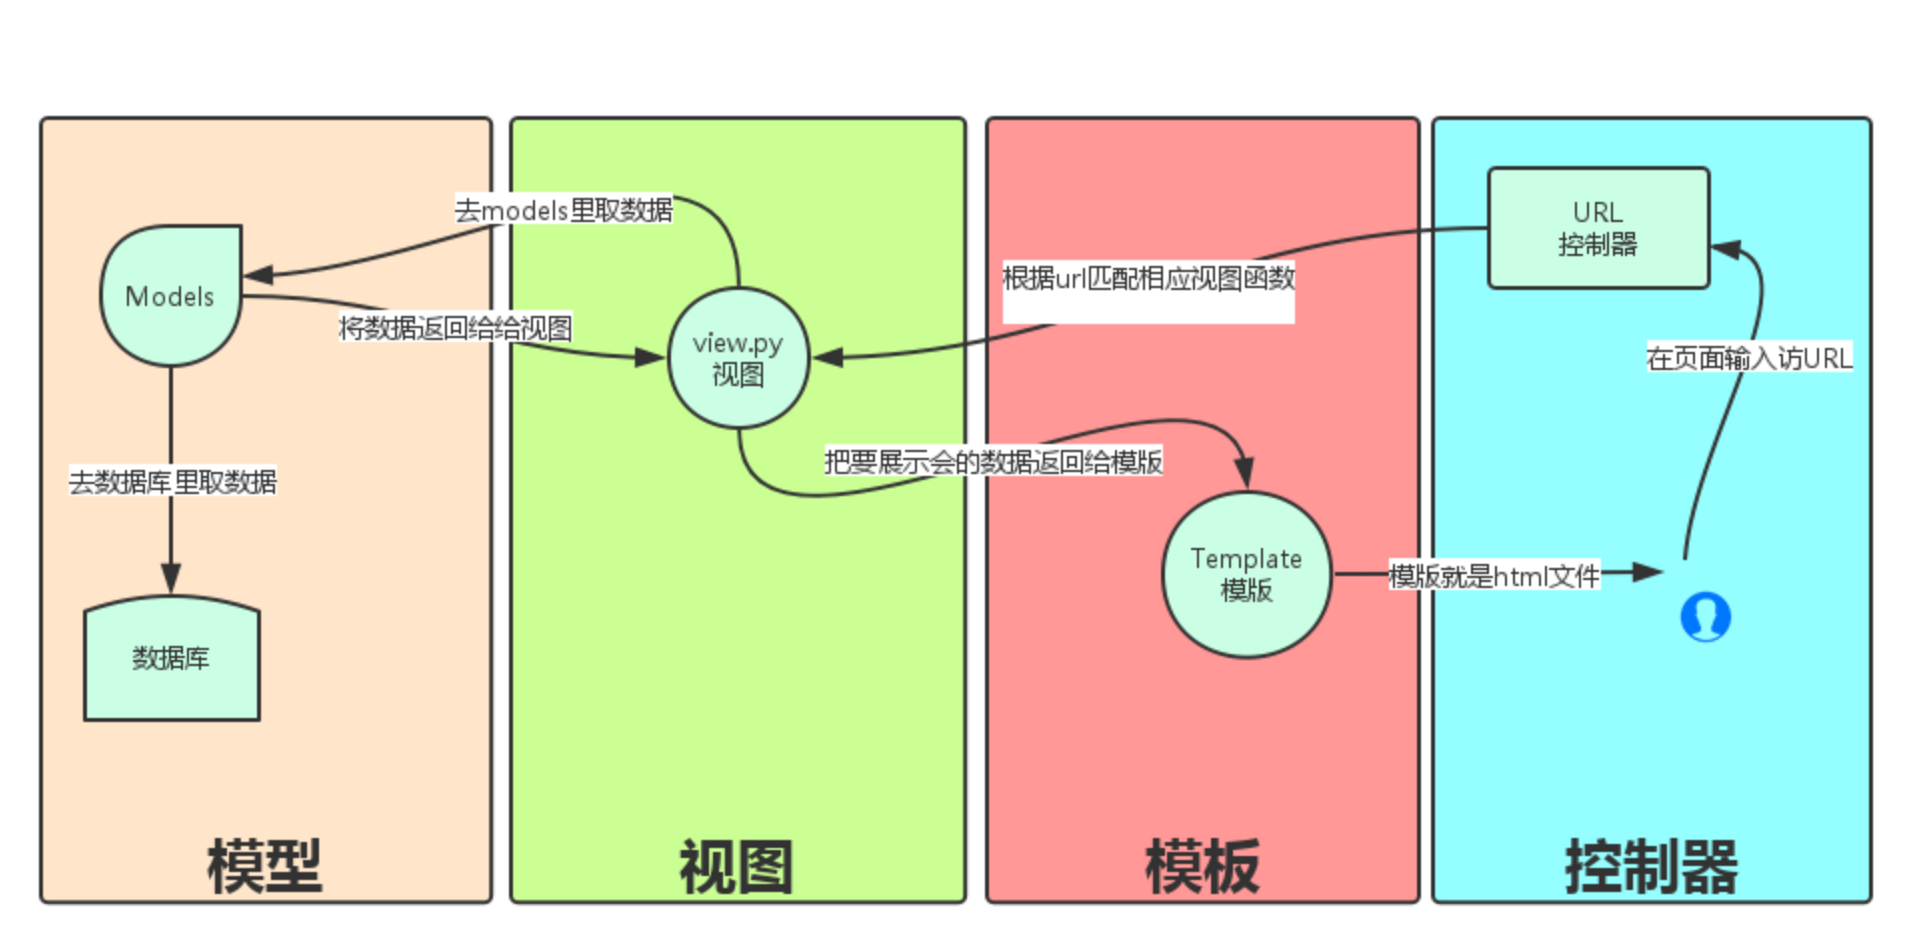 去models里取数据
URL
控制器
根据url匹配相应视图函数
Models
将数据返回给给视图
view.py
视图
在页面输入访URL
把要展示会的数据返回给模版
去数据库里取数据
Template
模版
模版就是html文件
数据库
模型
视图
模板
控制器